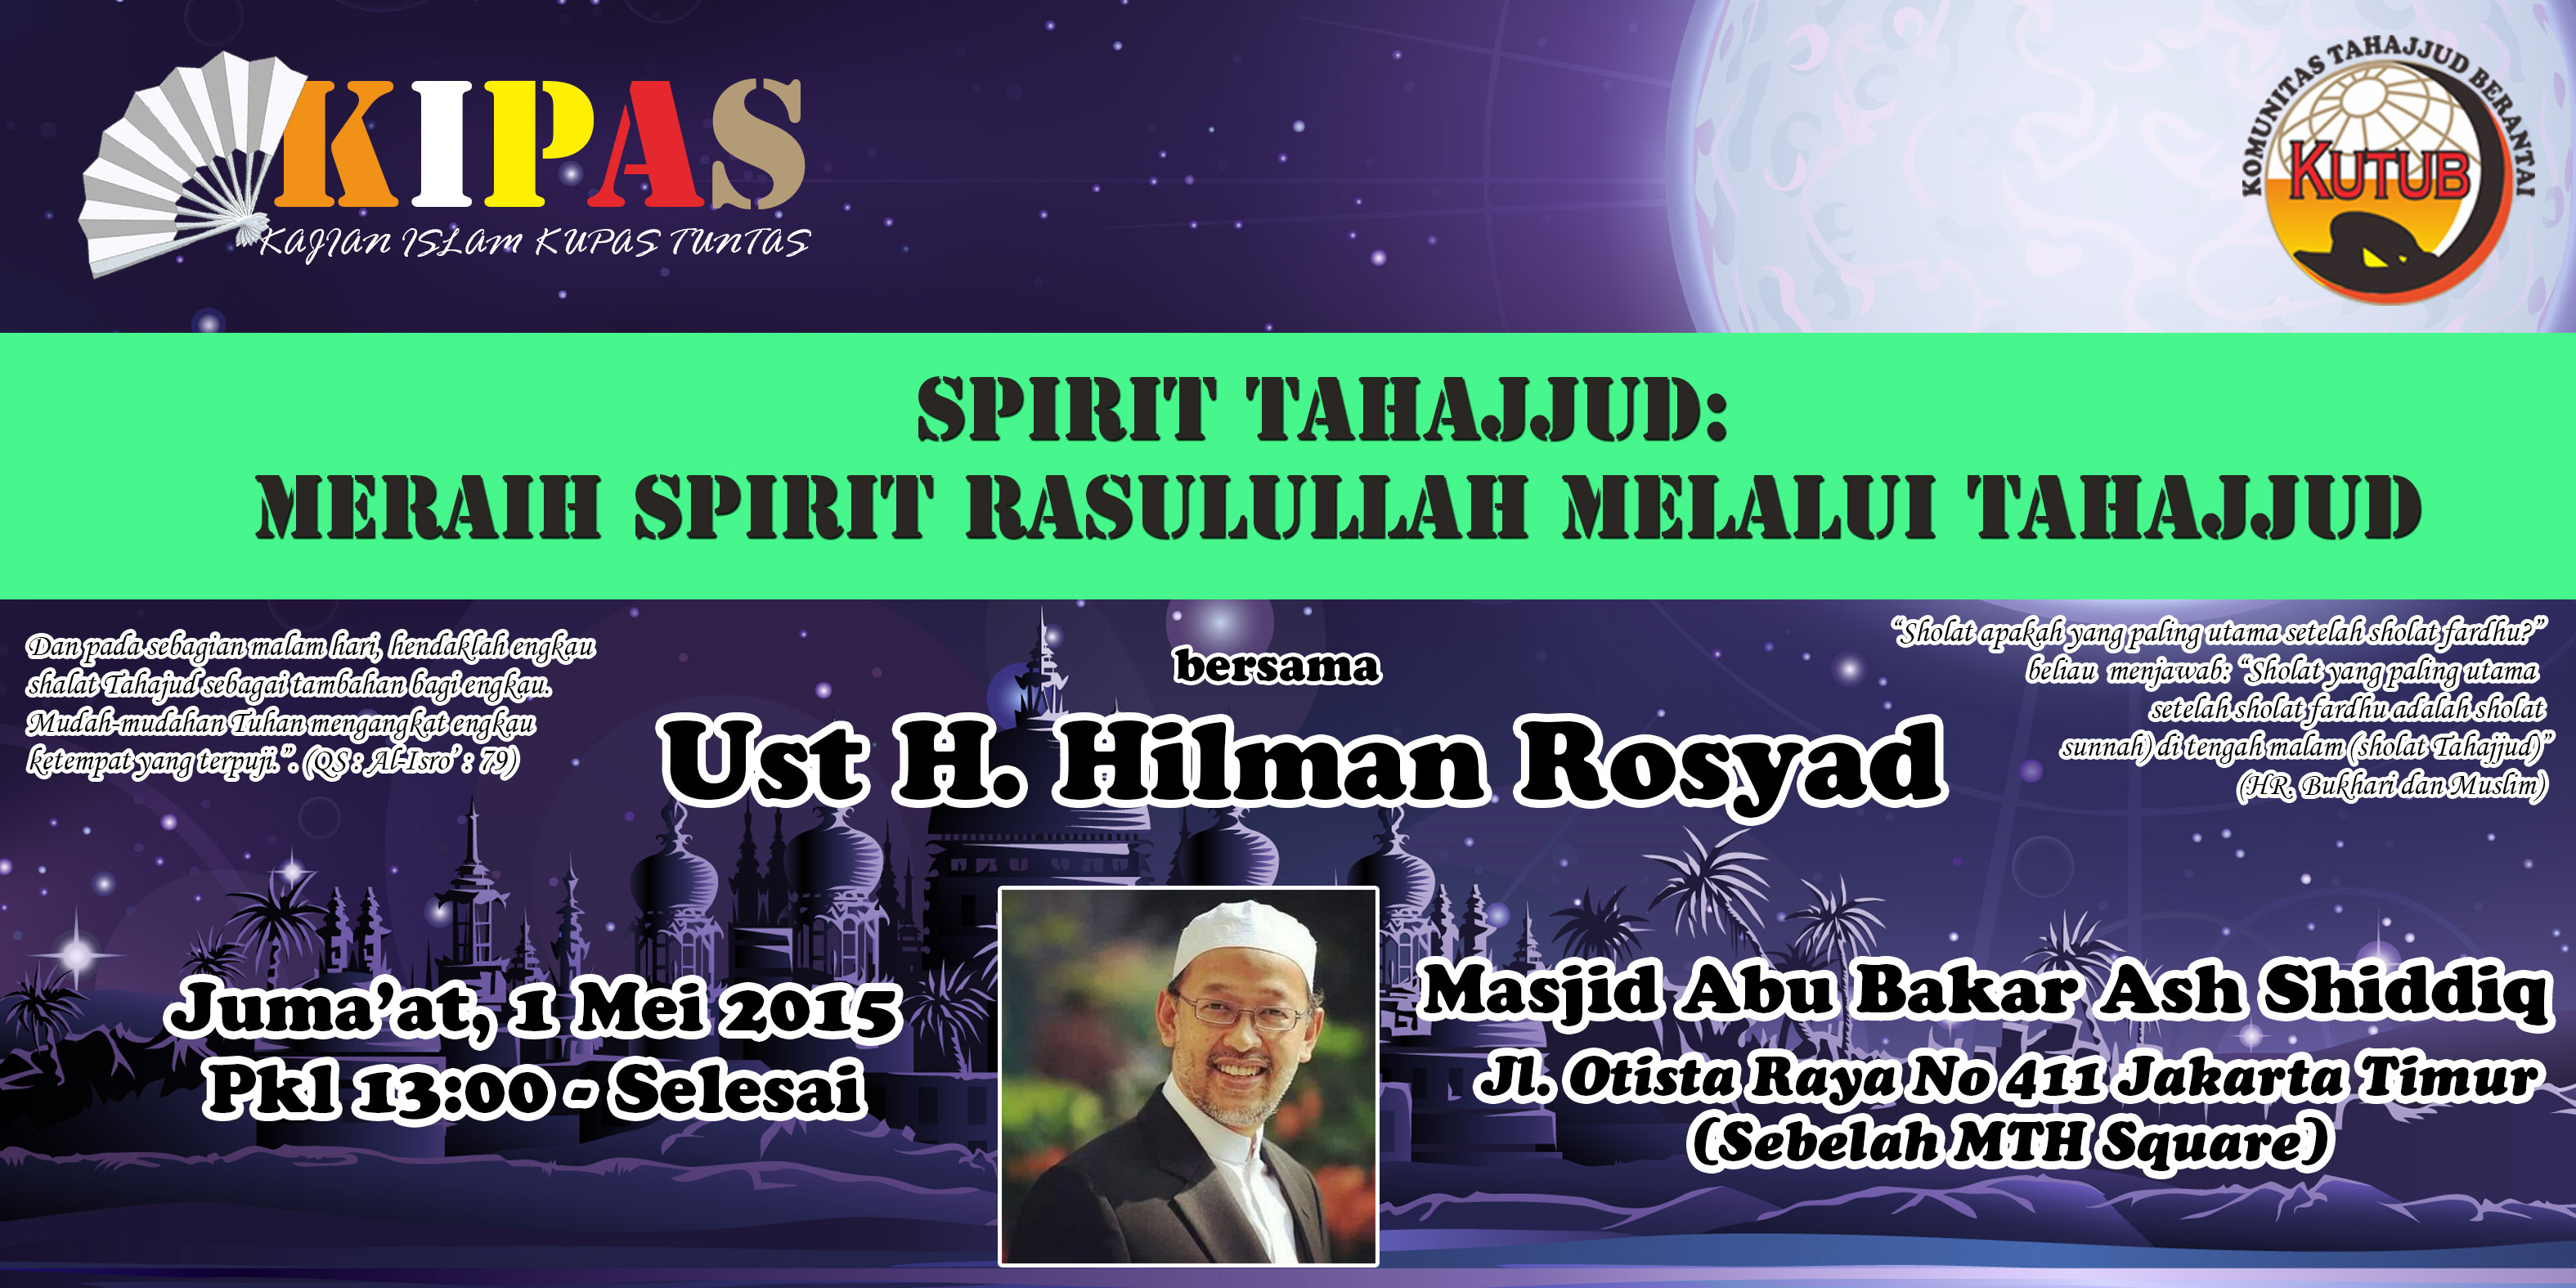 KIPAS
KAJIAN ISLAM KUPAS TUNTAS
KOMUNITAS TAHAJJUD BERANTAI
KUTUB
SPIRIT TAHAJJUD:
MERAIH SPIRIT RASULULLAH MELALUI TAHAJJUD
Dan pada sebagian malam hari, hendaklah engkau
shalat Tahajud sebagai tambahan bagi engkau.
Mudah-mudahan Tuhan mengangkat engkau
ketempat yang terpuji.”. (QS : Al-Isro’ : 79)
bersama
Ust H. Hilman Rosyad
“Sholat apakah yang paling utama setelah sholat fardhu?”
beliau menjawab: “Sholat yang paling utama
setelah sholat fardhu adalah sholat
sunnah) di tengah malam (sholat Tahajjud)”
(HR. Bukhari dan Muslim)
Juma’at, 1 Mei 2015
Pkl 13:00 - Selesai
Masjid Abu Bakar Ash Shiddiq
Jl. Otista Raya No 411 Jakarta Timur
(Sebelah MTH Square)